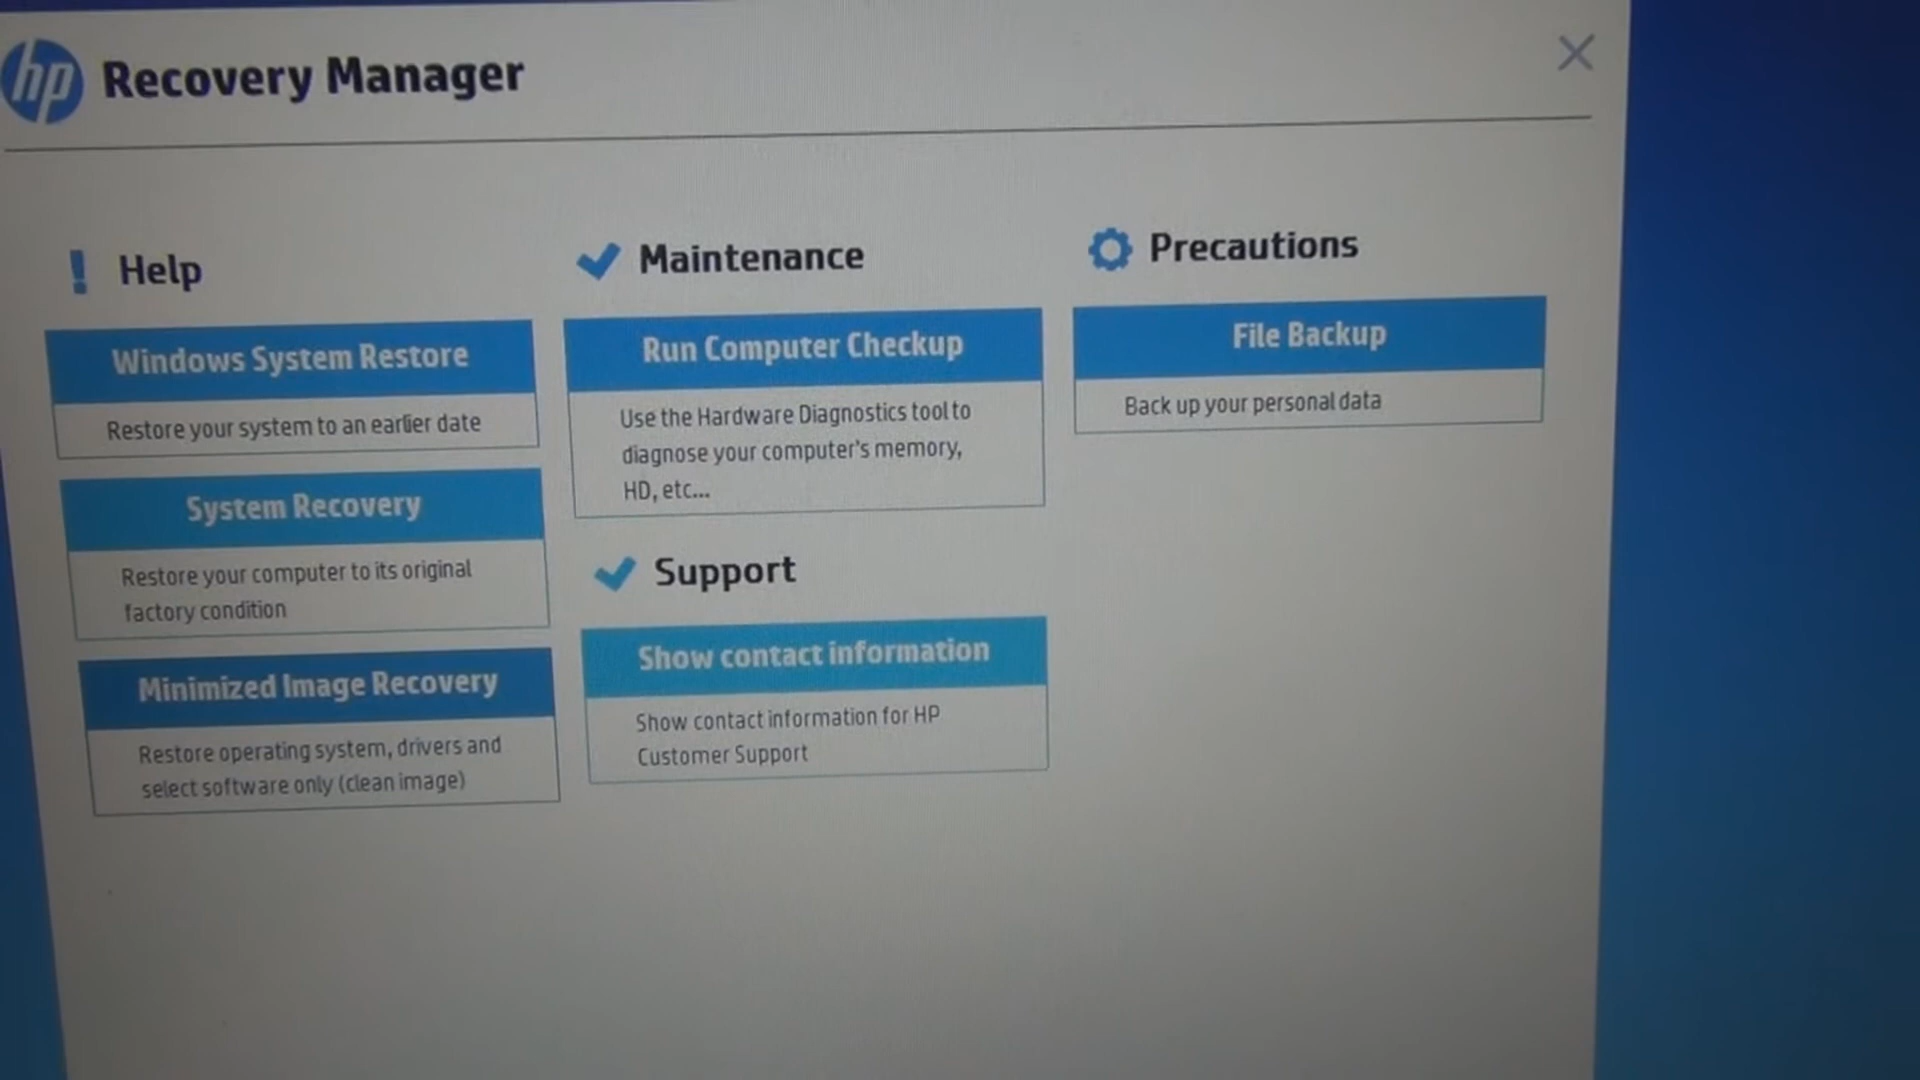 hp Recovery Manager
Help
Windows System Restore
Restore your system to an earlier date
System Recovery
Restore your computer to its original
factory condition
Minimized Image Recovery
Restore operating system, drivers and
select software only (clean image)
Maintenance
Run Computer Checkup
Use the Hardware Diagnostics tool to
diagnose your computer's memory,
HD, etc...
Support
Show contact information
Show contact information for HP
Customer Support
Precautions
File Backup
Back up your personal data